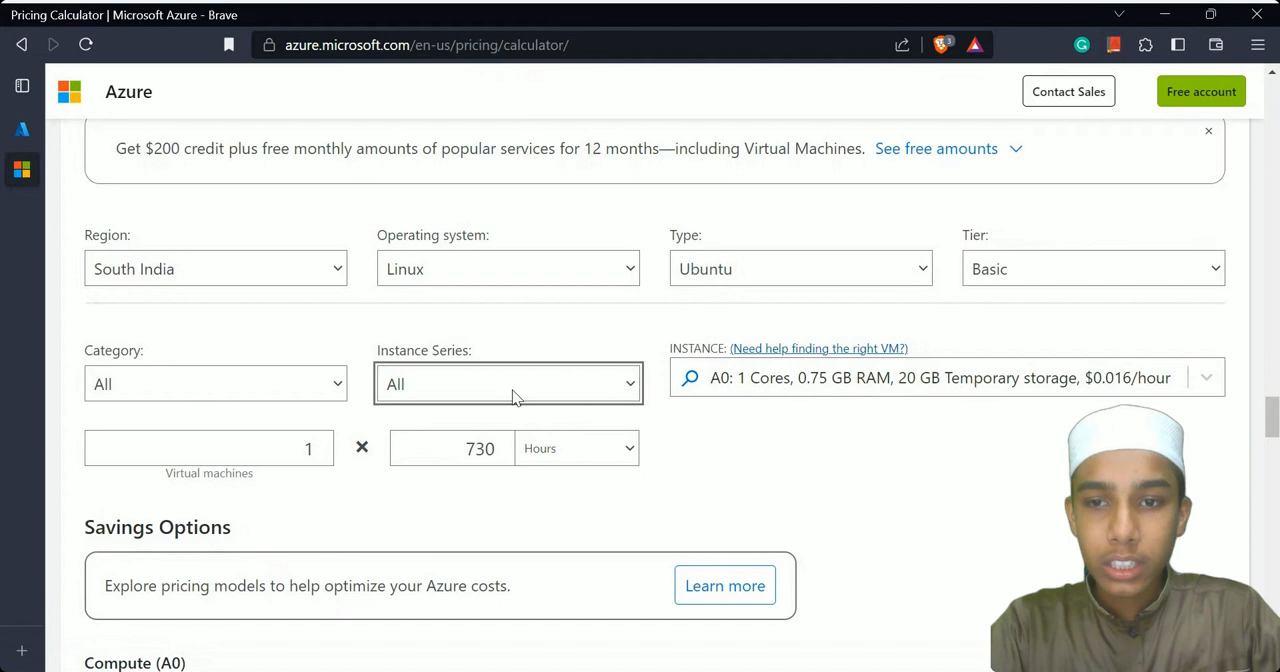 Pricing Calculator | Microsoft Azure - Brave
azure.microsoft.com/en-us/pricing/calculator/
3
Azure
Contact Sales
Free account
Get $200 credit plus free monthly amounts of popular services for 12 months—including Virtual Machines. See free amounts
Region: Operating system: Type: Tier:
South India Linux Ubuntu Basic
Category: Instance Series: INSTANCE: (Need help finding the right VM?)
All All A0: 1 Cores, 0.75 GB RAM, 20 GB Temporary storage, $0.016/hour
1 730 Hours
Virtual machines
Savings Options
Explore pricing models to help optimize your Azure costs. Learn more
Compute (A0)